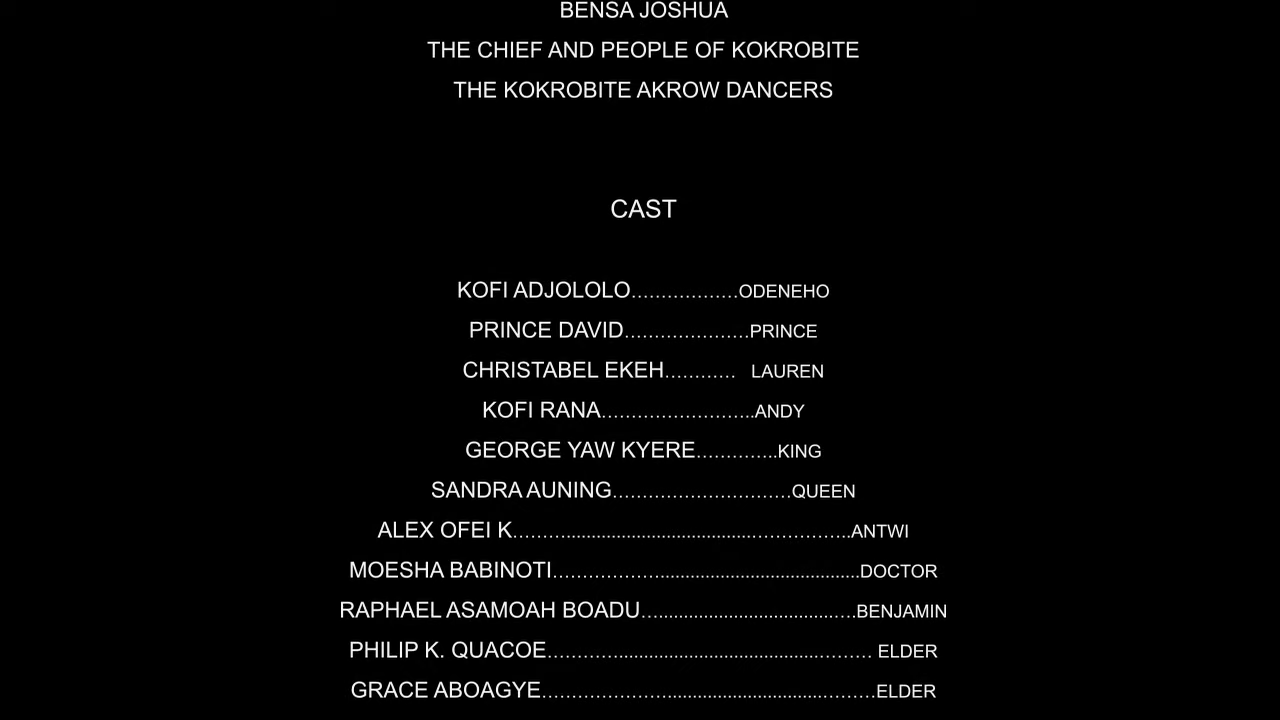 BENSA JOSHUA
THE CHIEF AND PEOPLE OF KOKROBITE
THE KOKROBITE AKROW DANCERS
CAST
KOFI ADJOLOLO..................ODENEHO
PRINCE DAVID.....................PRINCE
CHRISTABEL EKEH............ LAUREN
KOFI RANA..........................ANDY
GEORGE YAW KYERE..............KING
SANDRA AUNING..............................QUEEN
ALEX OFEI K.........................................................ANTWI
MOESHA BABINOTI....................................................DOCTOR
RAPHAEL ASAMOAH BOADU....................................BENJAMIN
PHILIP K. QUACOE....................................................... ELDER
GRACE ABOAGYE.........................................................ELDER